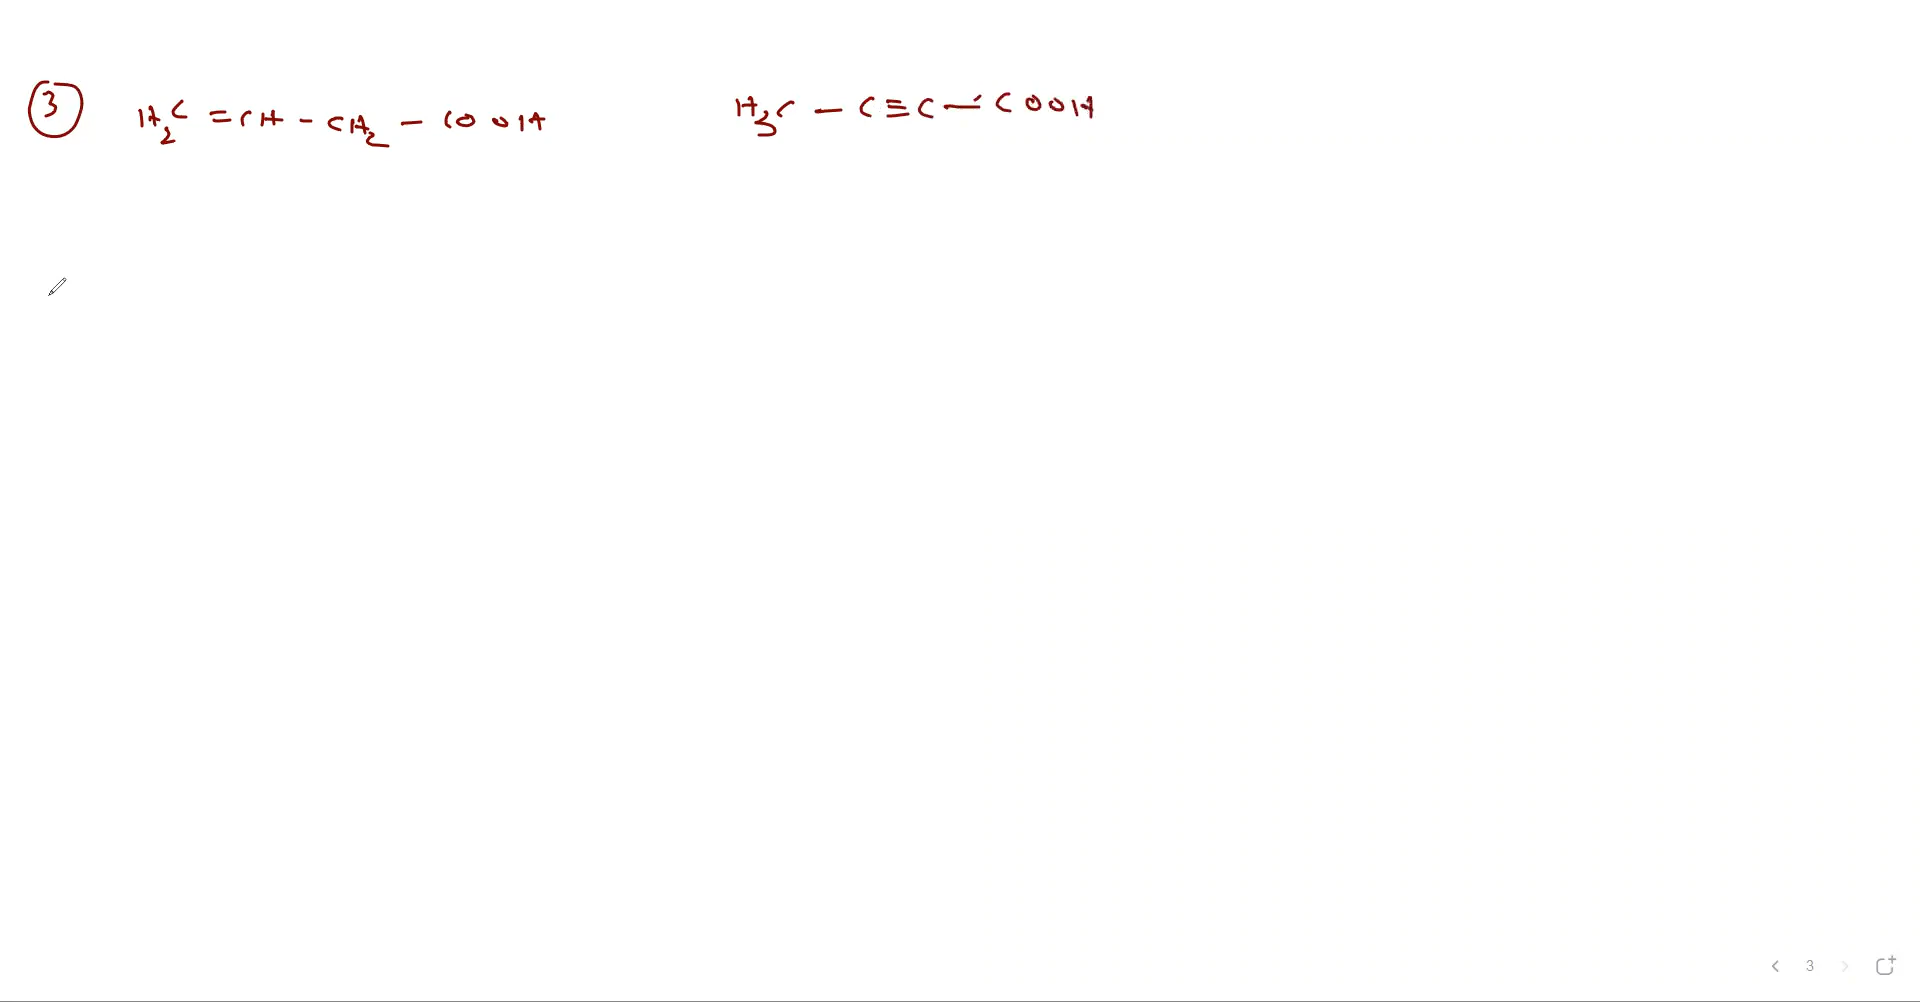 3 H₂C = CH - CH₂ - COOH H₃C - C ≡ C - COOH
3